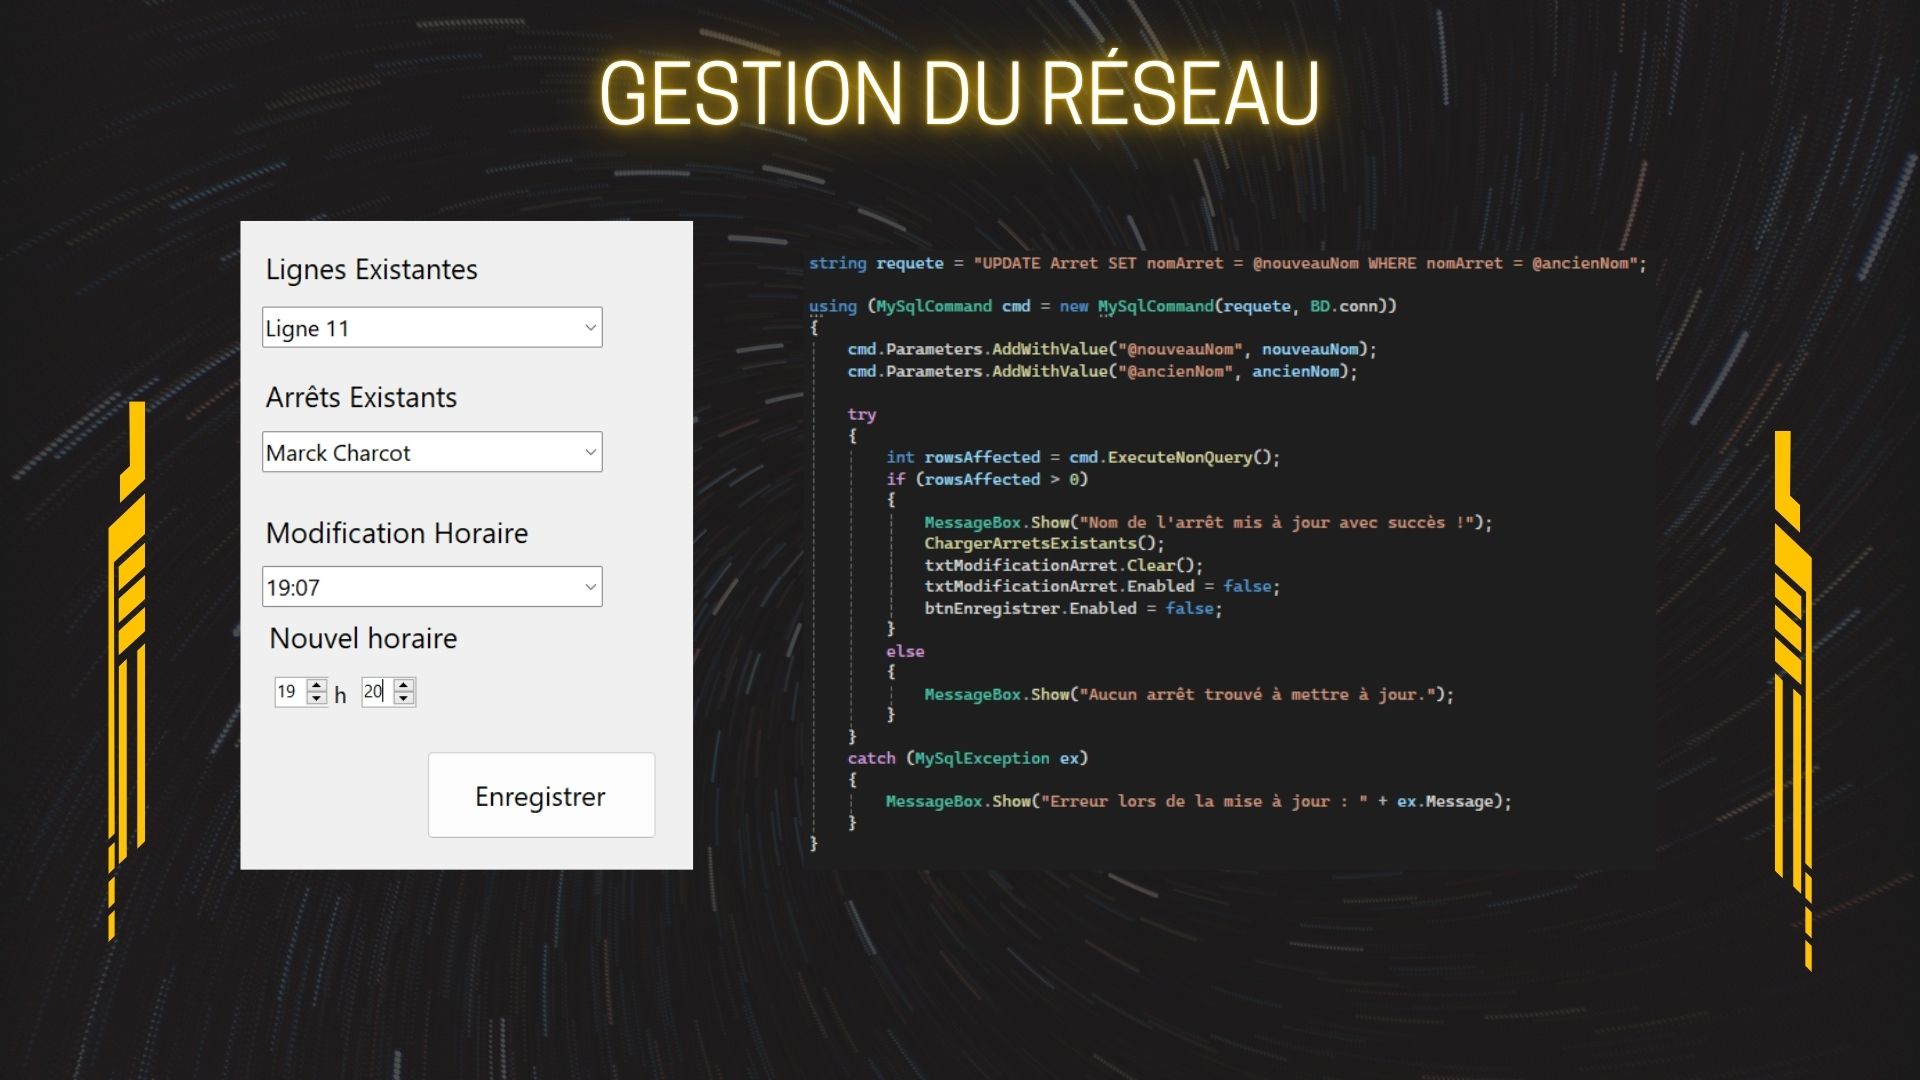 GESTION DU RÉSEAU
Lignes Existantes
Ligne 11
Arrêts Existants
Marck Charcot
Modification Horaire
19:07
Nouvel horaire
19 h 20
Enregistrer
string requete = "UPDATE Arret SET nomArret = @nouveauNom WHERE nomArret = @ancienNom";
using (MySqlCommand cmd = new MySqlCommand(requete, BD.conn))
{
cmd.Parameters.AddWithValue("@nouveauNom", nouveauNom);
cmd.Parameters.AddWithValue("@ancienNom", ancienNom);
try
{
int rowsAffected = cmd.ExecuteNonQuery();
if (rowsAffected > 0)
{
MessageBox.Show("Nom de l'arrêt mis à jour avec succès !");
ChargerArretsExistants();
txtModificationArret.Clear();
txtModificationArret.Enabled = false;
btnEnregistrer.Enabled = false;
}
else
{
MessageBox.Show("Aucun arrêt trouvé à mettre à jour.");
}
}
catch (MySqlException ex)
{
MessageBox.Show("Erreur lors de la mise à jour : " + ex.Message);
}
}